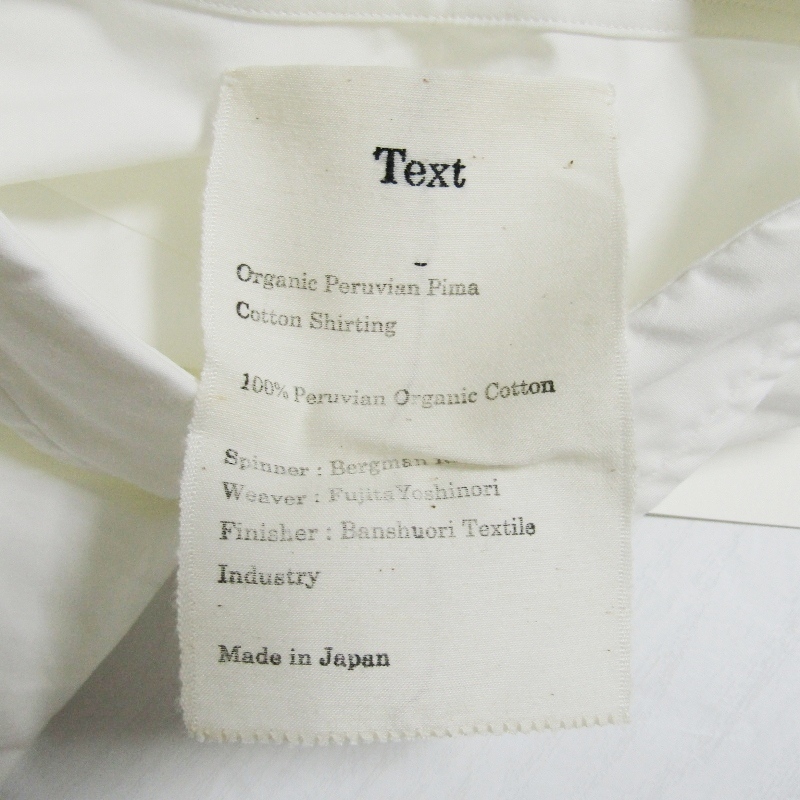 Text
Organic Peruvian Pima
Cotton Shirting
100% Peruvian Organic Cotton
Spinner : Bergman
Weaver : Fujita Yoshinori
Finisher : Banshuori Textile
Industry
Made in Japan